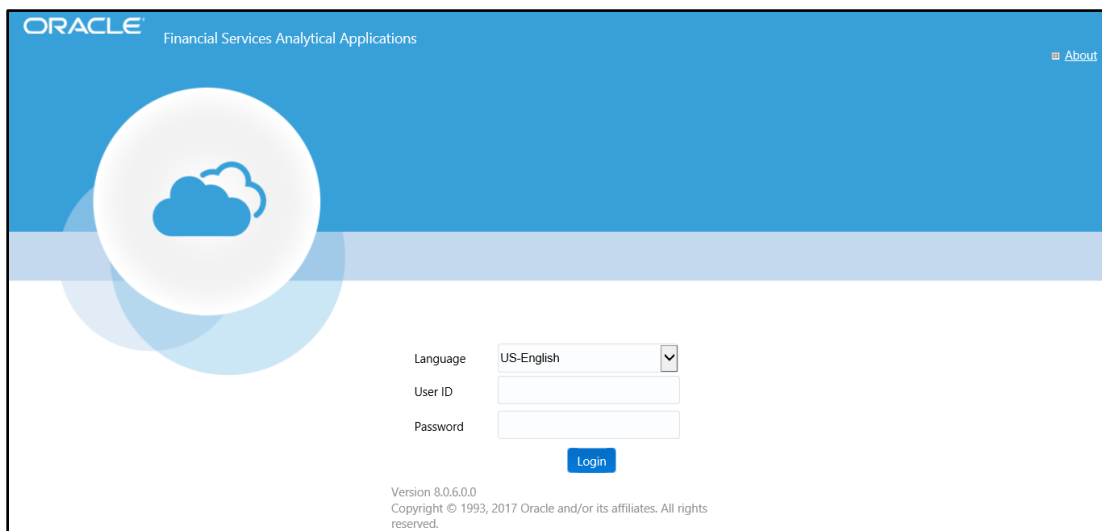 ORACLE
Financial Services Analytical Applications
About
Language US-English
User ID
Password
Login
Version 8.0.6.0.0
Copyright © 1993, 2017 Oracle and/or its affiliates. All rights
reserved.